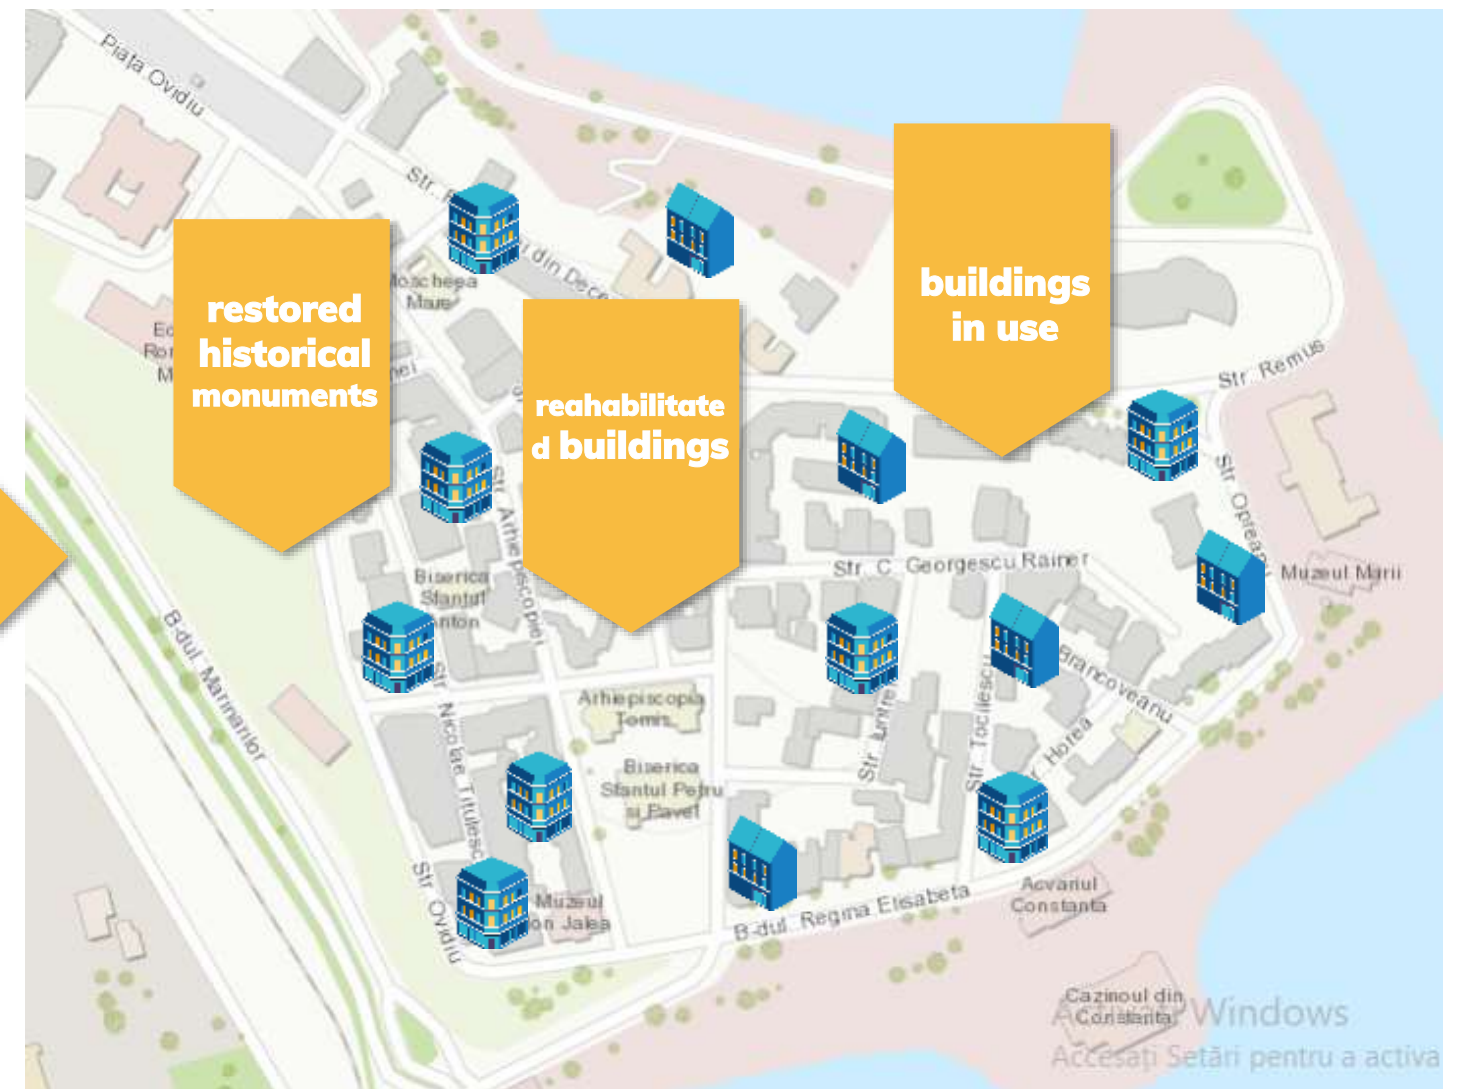 Piața Ovidiu
Str.
din Dece
Moscheea
Mare
restored
historical
monuments
buildings
in use
reahabilitate
d buildings
Str Remus
Str Opreanu
Muzeul Marii
Str C Georgescu Rainer
Str Arhiepiscopiei
Biserica
Sfantul
Anton
B-dul Marinarilor
Str Nicolae Titulescu
Arhiepiscopia
Tomis
Biserica
Sfantul Petru
si Pavel
Brancoveanu
Str Tocilescu
Horea
Str Ovidiu
Muzeul
Ion Jalea
B-dul Regina Elisabeta
Acvariul
Constanta
Cazinoul din
Constanta
Windows
Accesați Setări pentru a activa